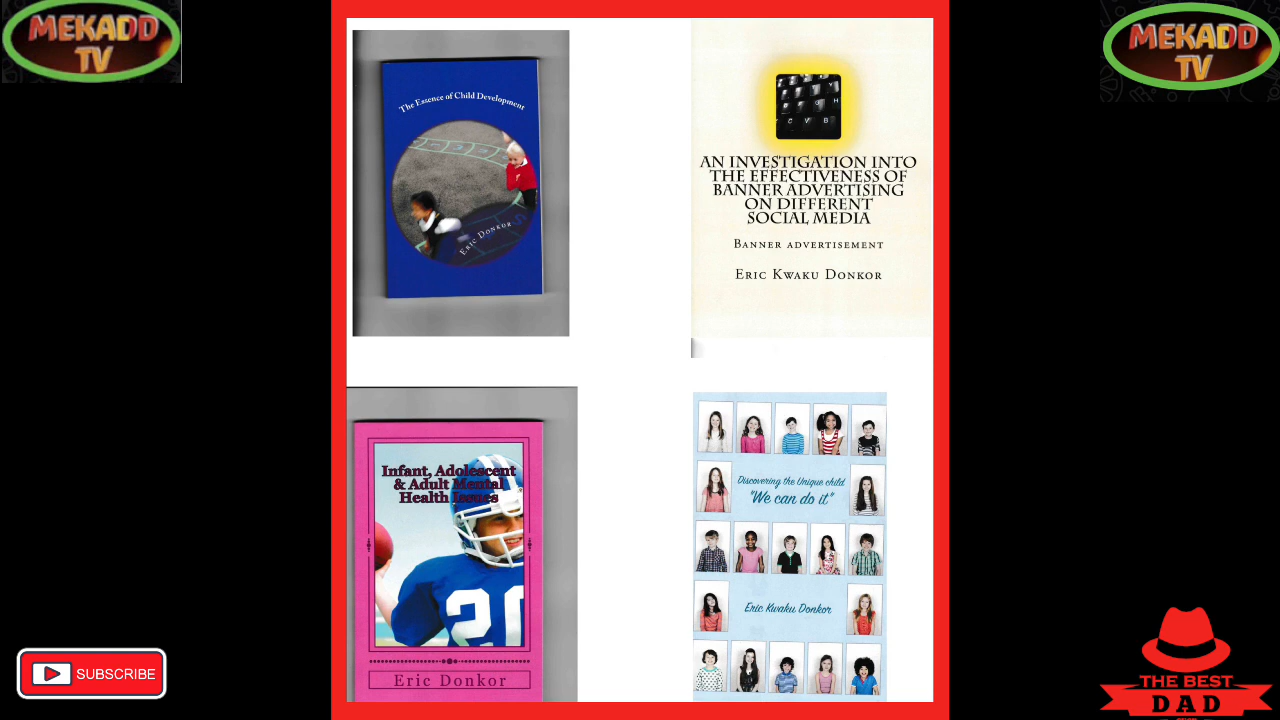 MEKADD
TV
MEKADD
TV
The Essence of Child Development
Eric Donkor
Y
G H
C V B
AN INVESTIGATION INTO
THE EFFECTIVENESS OF
BANNER ADVERTISING
ON DIFFERENT
SOCIAL MEDIA
Banner advertisement
Eric Kwaku Donkor
Infant, Adolescent
& Adult Mental
Health Issues
20
Eric Donkor
Discovering the Unique child
"We can do it"
Eric Kwaku Donkor
SUBSCRIBE
THE BEST
DAD